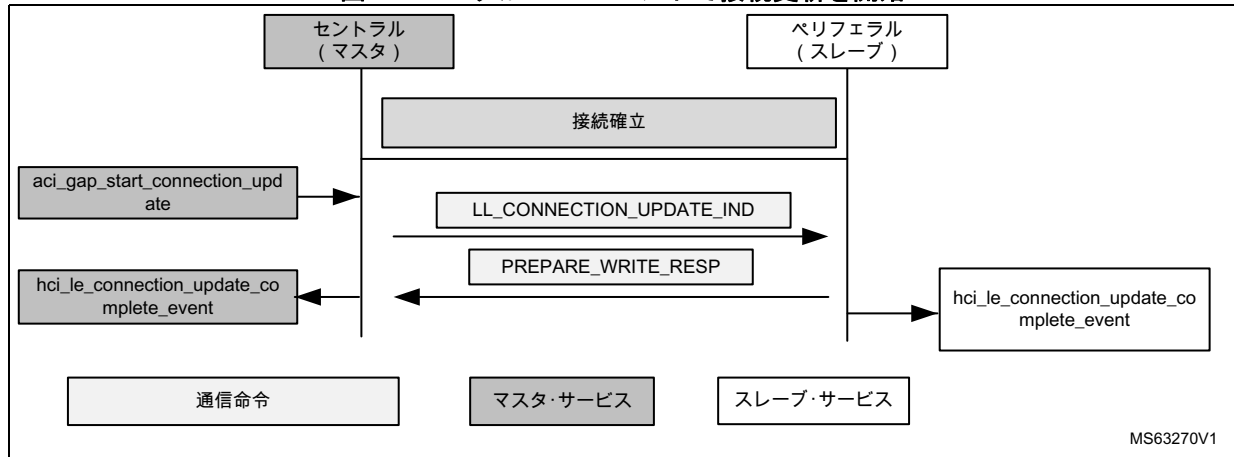 セントラル
( マスタ )
ペリフェラル
( スレーブ )
接続確立
aci_gap_start_connection_upd
ate
LL_CONNECTION_UPDATE_IND
PREPARE_WRITE_RESP
hci_le_connection_update_co
mplete_event
hci_le_connection_update_co
mplete_event
通信命令
マスタ・サービス
スレーブ・サービス
MS63270V1